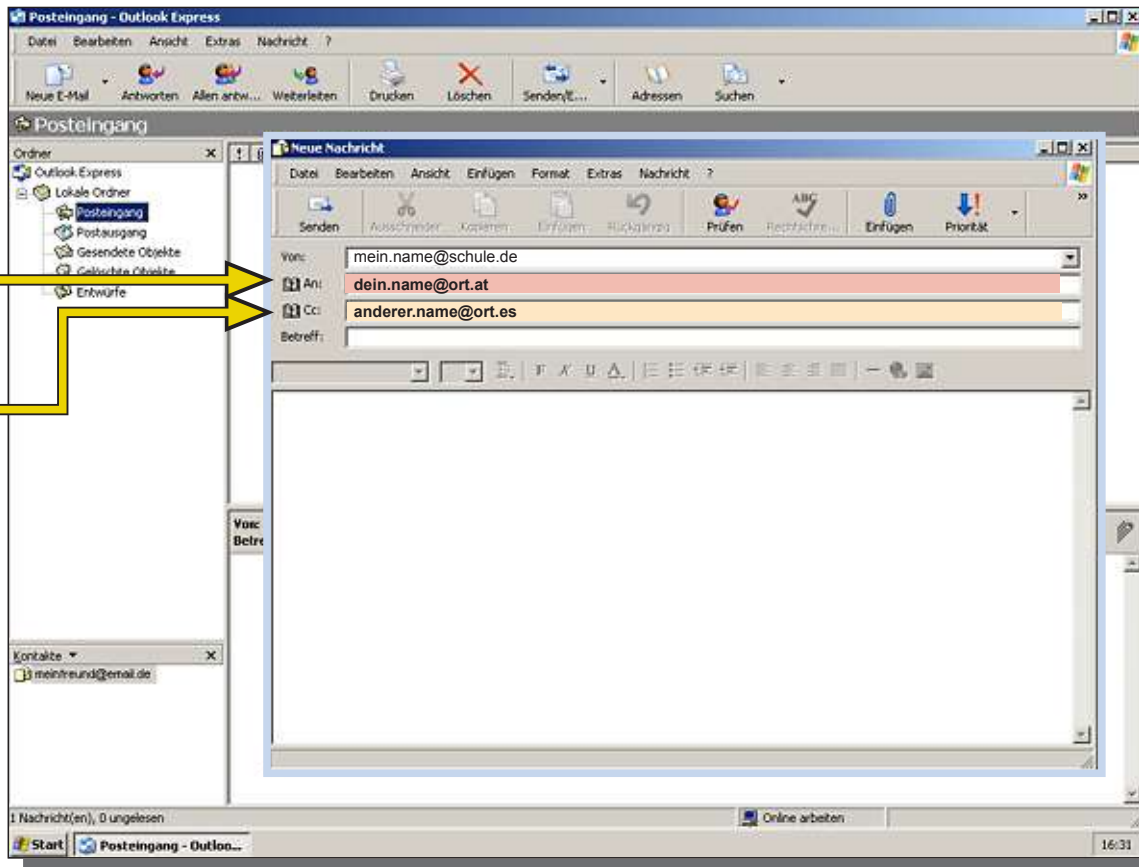 Posteingang - Outlook Express
Datei Bearbeiten Ansicht Extras Nachricht ?
Neue E-Mail Antworten Allen antw... Weiterleiten Drucken Löschen Senden/E... Adressen Suchen
Posteingang
Ordner
Outlook Express
Lokale Ordner
Posteingang
Postausgang
Gesendete Objekte
Gelöschte Objekte
Entwürfe
Neue Nachricht
Datei Bearbeiten Ansicht Einfügen Format Extras Nachricht ?
Senden Ausschneiden Kopieren Einfügen Rückgängig Prüfen Rechtschre... Einfügen Priorität
Von: mein.name@schule.de
An: dein.name@ort.at
Cc: anderer.name@ort.es
Betreff:
F K U A
Von:
Betre
Kontakte
meinfreund@email.de
1 Nachricht(en), 0 ungelesen
Online arbeiten
Start Posteingang - Outloo... 16:31